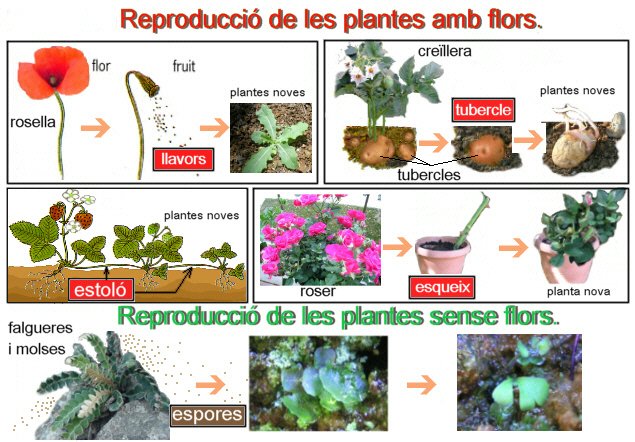 Reproducció de les plantes amb flors.
flor
fruit
rosella
llavors
plantes noves
creïllera
tubercle
plantes noves
tubercles
plantes noves
estoló
roser
esqueix
planta nova
Reproducció de les plantes sense flors..
falgueres
i molses
espores